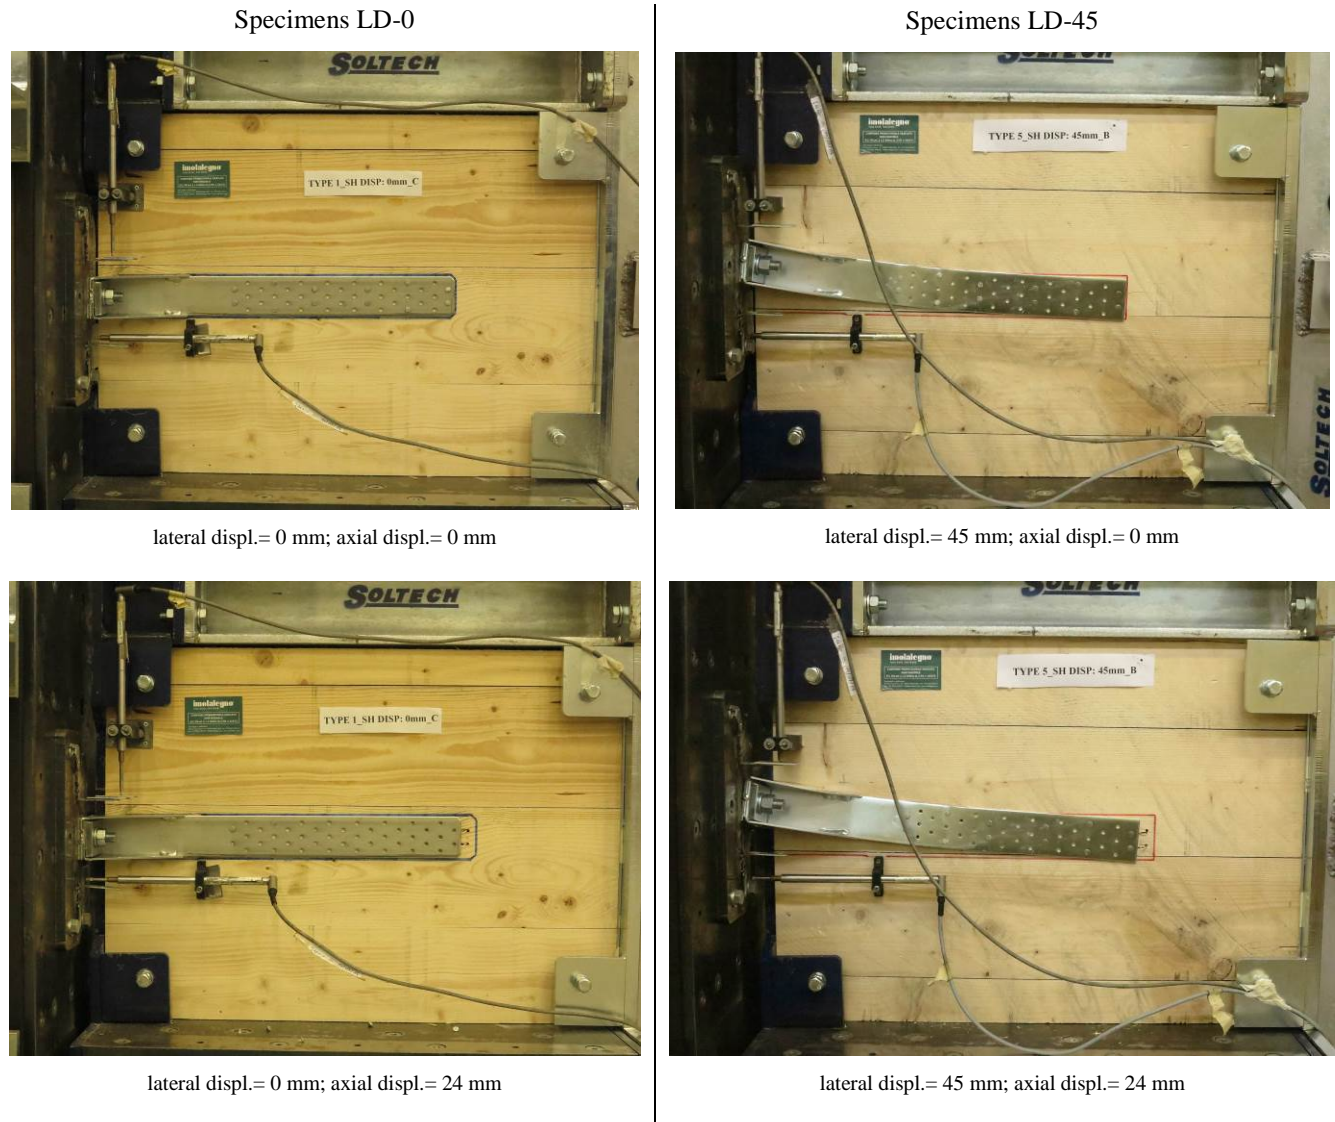 Specimens LD-0
Specimens LD-45
SOLTECH
imolalegno
TYPE 1_SH DISP: 0mm_C
SOLTECH
imolalegno
TYPE 5_SH DISP: 45mm_B
SOLTECH
lateral displ.= 0 mm; axial displ.= 0 mm
lateral displ.= 45 mm; axial displ.= 0 mm
SOLTECH
imolalegno
TYPE 1_SH DISP: 0mm_C
SOLTECH
imolalegno
TYPE 5_SH DISP: 45mm_B
lateral displ.= 0 mm; axial displ.= 24 mm
lateral displ.= 45 mm; axial displ.= 24 mm